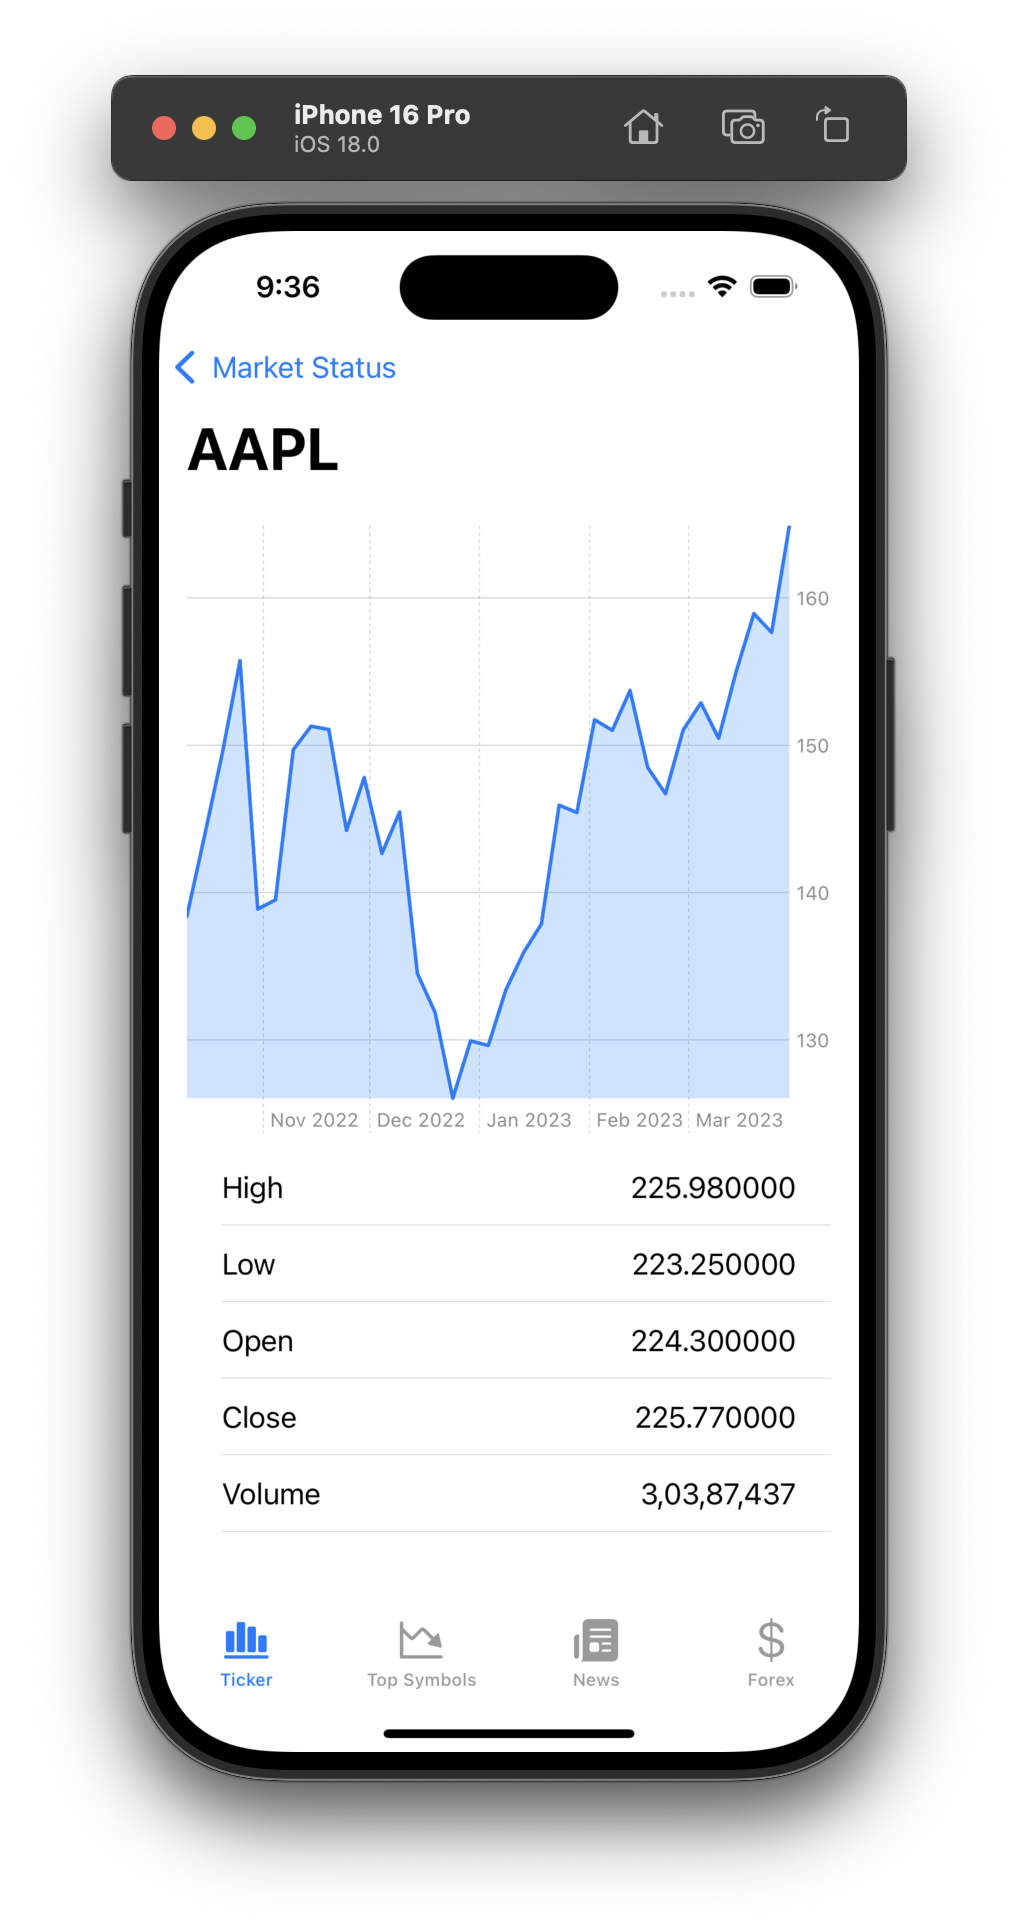 iPhone 16 Pro
iOS 18.0
9:36
Market Status
AAPL
160
150
140
130
Nov 2022 Dec 2022 Jan 2023 Feb 2023 Mar 2023
High 225.980000
Low 223.250000
Open 224.300000
Close 225.770000
Volume 3,03,87,437
Ticker Top Symbols News Forex